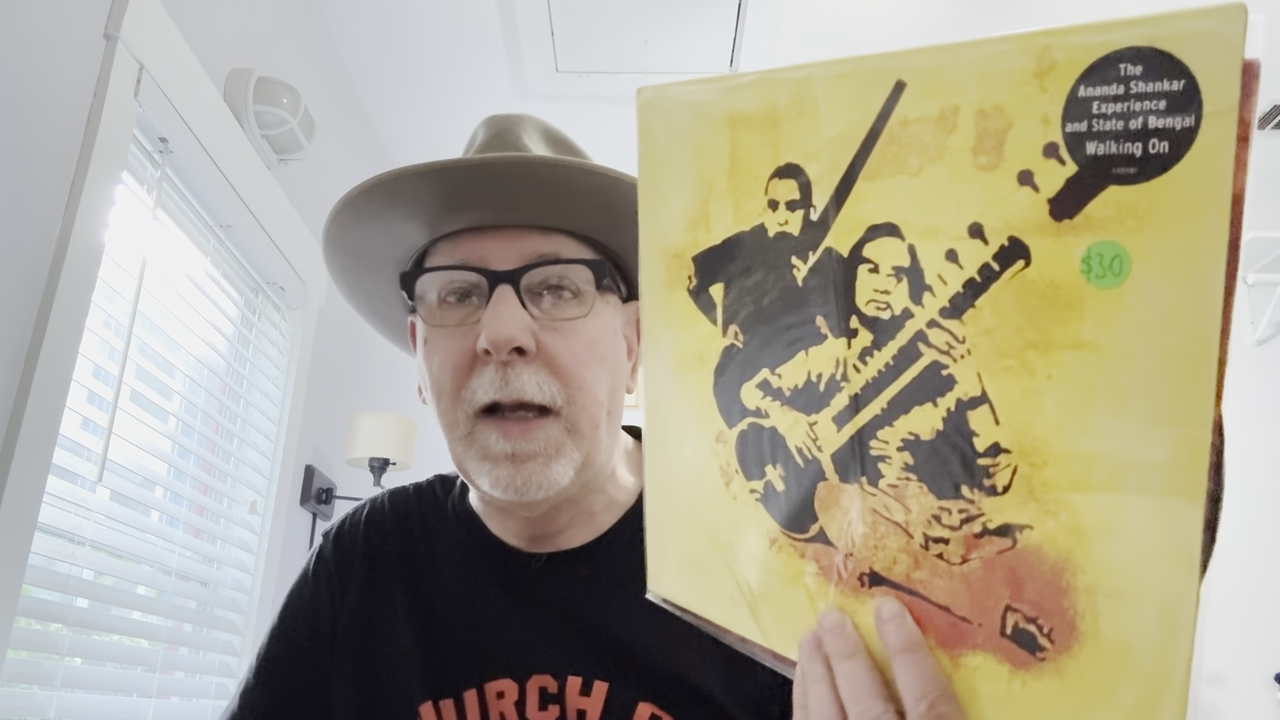 The
Ananda Shankar
Experience
and State of Bengal
Walking On
$30